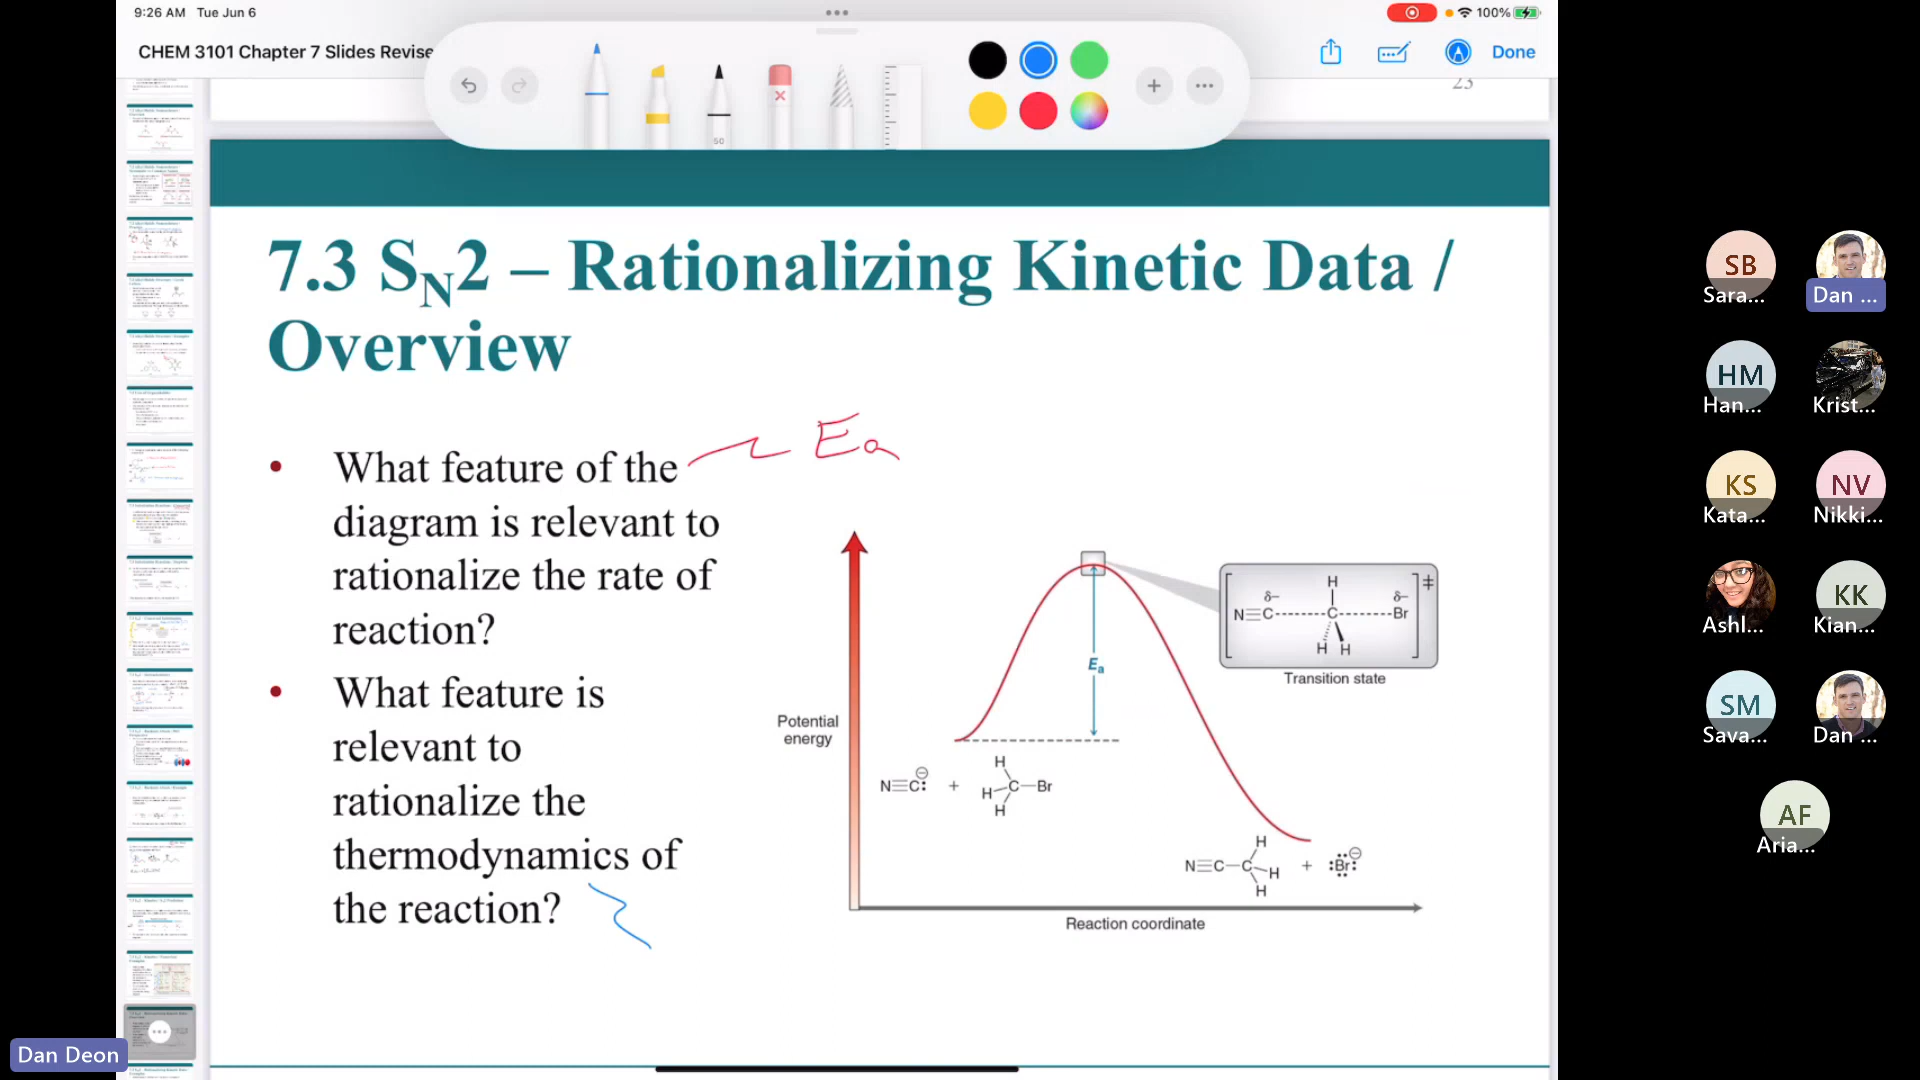 9:26 AM Tue Jun 6
100%
CHEM 3101 Chapter 7 Slides Revise
Done
50
23
7.3 SN2 – Rationalizing Kinetic Data /
Overview
• What feature of the
diagram is relevant to
rationalize the rate of
reaction?
Ea
• What feature is
relevant to
rationalize the
thermodynamics of
the reaction?
Potential
energy
Ea
H
δ– δ–
N≡C------C------Br ‡
H H
Transition state
N≡C:⊖ + H
H–C–Br
H
H
N≡C–C–H + :Br:⊖
H
Reaction coordinate
SB
Sara...
Dan ...
HM
Han...
Krist...
KS
Kata...
NV
Nikki...
Ashl...
KK
Kian...
SM
Sava...
Dan ...
AF
Aria...
Dan Deon